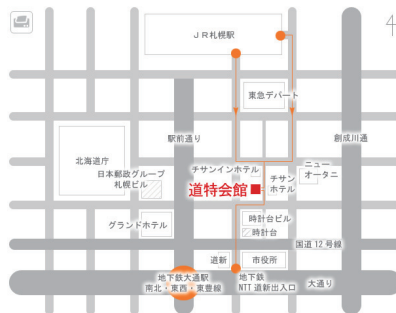 JR札幌駅
東急デパート
駅前通り
創成川通
北海道庁
日本郵政グループ
札幌ビル
チサンインホテル
チサン
ホテル
ニュー
オータニ
道特会館
グランドホテル
時計台ビル
時計台
国道12号線
道新
市役所
地下鉄大通駅
南北・東西・東豊線
地下鉄
NTT道新出入口
大通り